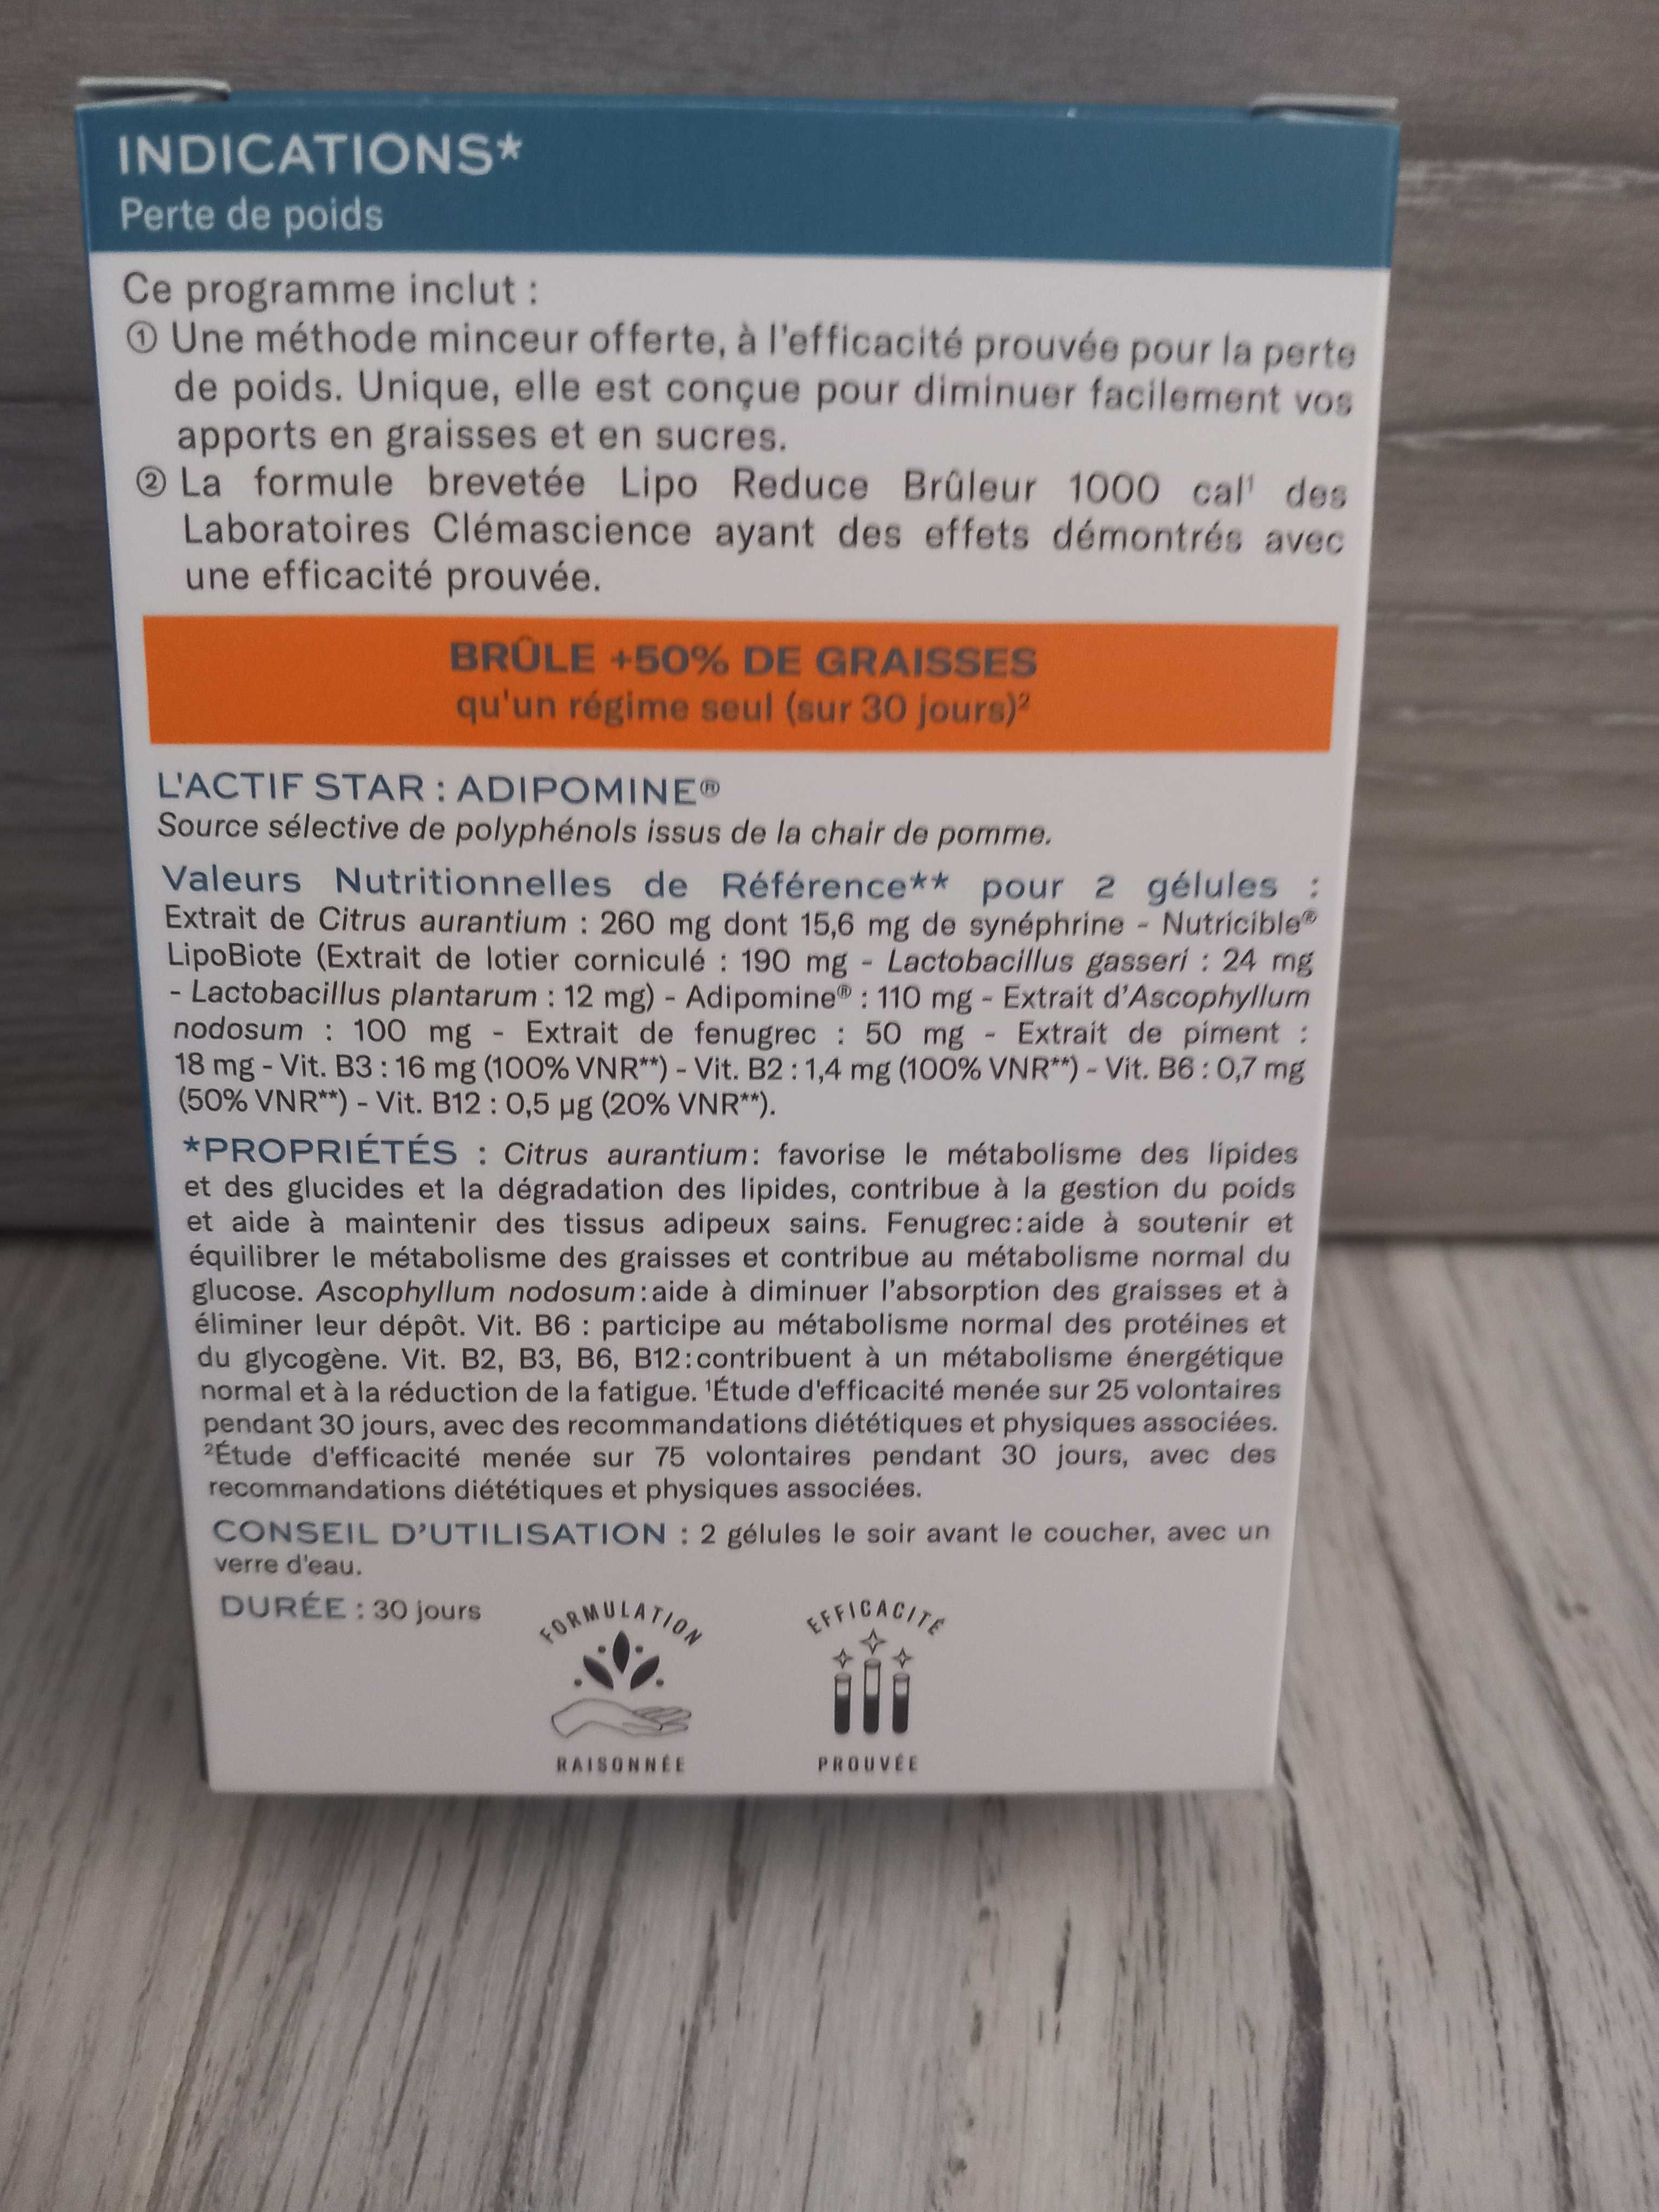 INDICATIONS*
Perte de poids
Ce programme inclut :
① Une méthode minceur offerte, à l'efficacité prouvée pour la perte
de poids. Unique, elle est conçue pour diminuer facilement vos
apports en graisses et en sucres.
② La formule brevetée Lipo Reduce Brûleur 1000 cal¹ des
Laboratoires Clémascience ayant des effets démontrés avec
une efficacité prouvée.
BRÛLE +50% DE GRAISSES
qu'un régime seul (sur 30 jours)²
L'ACTIF STAR : ADIPOMINE®
Source sélective de polyphénols issus de la chair de pomme.
Valeurs Nutritionnelles de Référence** pour 2 gélules :
Extrait de Citrus aurantium : 260 mg dont 15,6 mg de synéphrine - Nutricible®
LipoBiote (Extrait de lotier corniculé : 190 mg - Lactobacillus gasseri : 24 mg
- Lactobacillus plantarum : 12 mg) - Adipomine® : 110 mg - Extrait d'Ascophyllum
nodosum : 100 mg - Extrait de fenugrec : 50 mg - Extrait de piment :
18 mg - Vit. B3 : 16 mg (100% VNR**) - Vit. B2 : 1,4 mg (100% VNR**) - Vit. B6 : 0,7 mg
(50% VNR**) - Vit. B12 : 0,5 µg (20% VNR**).
*PROPRIÉTÉS : Citrus aurantium: favorise le métabolisme des lipides
et des glucides et la dégradation des lipides, contribue à la gestion du poids
et aide à maintenir des tissus adipeux sains. Fenugrec:aide à soutenir et
équilibrer le métabolisme des graisses et contribue au métabolisme normal du
glucose. Ascophyllum nodosum:aide à diminuer l'absorption des graisses et à
éliminer leur dépôt. Vit. B6 : participe au métabolisme normal des protéines et
du glycogène. Vit. B2, B3, B6, B12:contribuent à un métabolisme énergétique
normal et à la réduction de la fatigue. ¹Étude d'efficacité menée sur 25 volontaires
pendant 30 jours, avec des recommandations diététiques et physiques associées.
²Étude d'efficacité menée sur 75 volontaires pendant 30 jours, avec des
recommandations diététiques et physiques associées.
CONSEIL D'UTILISATION : 2 gélules le soir avant le coucher, avec un
verre d'eau.
DURÉE : 30 jours
FORMULATION
RAISONNÉE
EFFICACITÉ
PROUVÉE